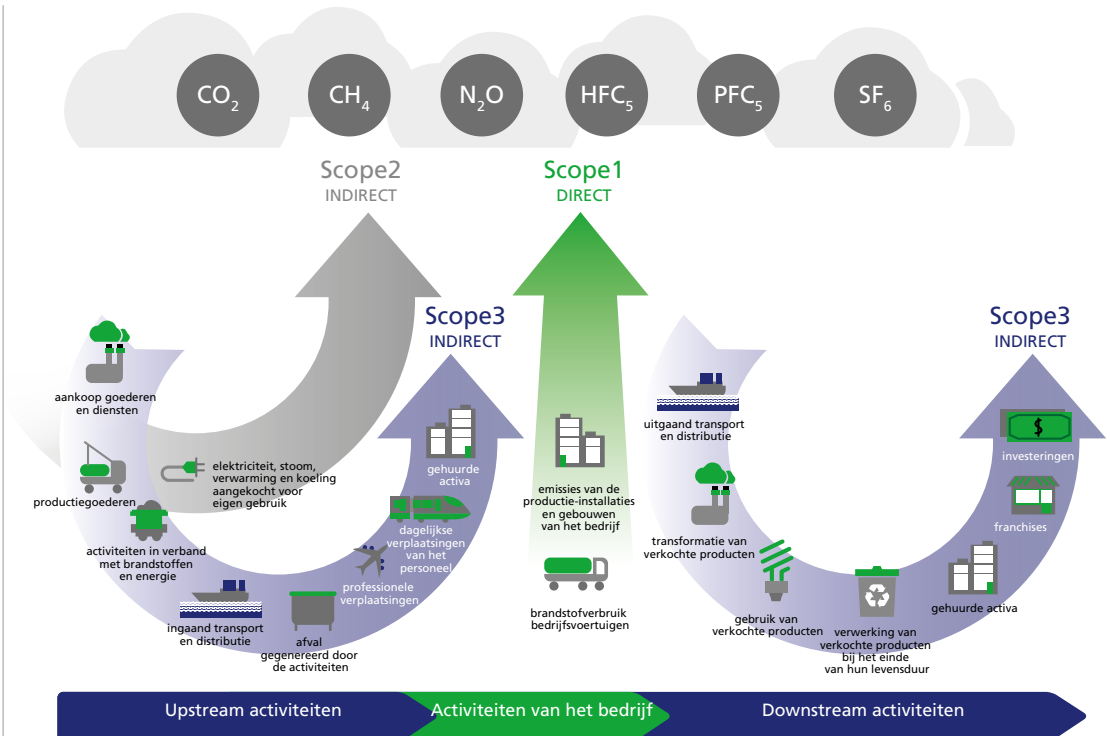 CO₂ CH₄ N₂O HFC₅ PFC₅ SF₆
Scope2
INDIRECT
Scope1
DIRECT
Scope3
INDIRECT
Scope3
INDIRECT
aankoop goederen
en diensten
productiegoederen
elektriciteit, stoom,
verwarming en koeling
aangekocht voor
eigen gebruik
activiteiten in verband
met brandstoffen
en energie
ingaand transport
en distributie
afval
gegenereerd door
de activiteiten
professionele
verplaatsingen
dagelijkse
verplaatsingen
van het
personeel
gehuurde
activa
emissies van de
productie-installaties
en gebouwen
van het bedrijf
brandstofverbruik
bedrijfsvoertuigen
uitgaand transport
en distributie
transformatie van
verkochte producten
gebruik van
verkochte producten
verwerking van
verkochte producten
bij het einde
van hun levensduur
gehuurde activa
franchises
$
investeringen
Upstream activiteiten
Activiteiten van het bedrijf
Downstream activiteiten